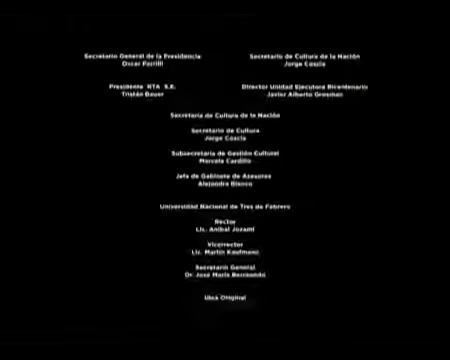 Secretario General de la Presidencia
Oscar Parrilli
Secretario de Cultura de la Nación
Jorge Coscia
Presidente RTA S.E.
Tristán Bauer
Director Unidad Ejecutora Bicentenario
Javier Alberto Grosman
Secretaría de Cultura de la Nación
Secretario de Cultura
Jorge Coscia
Subsecretaria de Gestión Cultural
Marcela Cardillo
Jefa de Gabinete de Asesores
Alejandra Blanco
Universidad Nacional de Tres de Febrero
Rector
Lic. Aníbal Jozami
Vicerrector
Lic. Martín Kaufmann
Secretario General
Dr. José María Berraondo
Idea Original